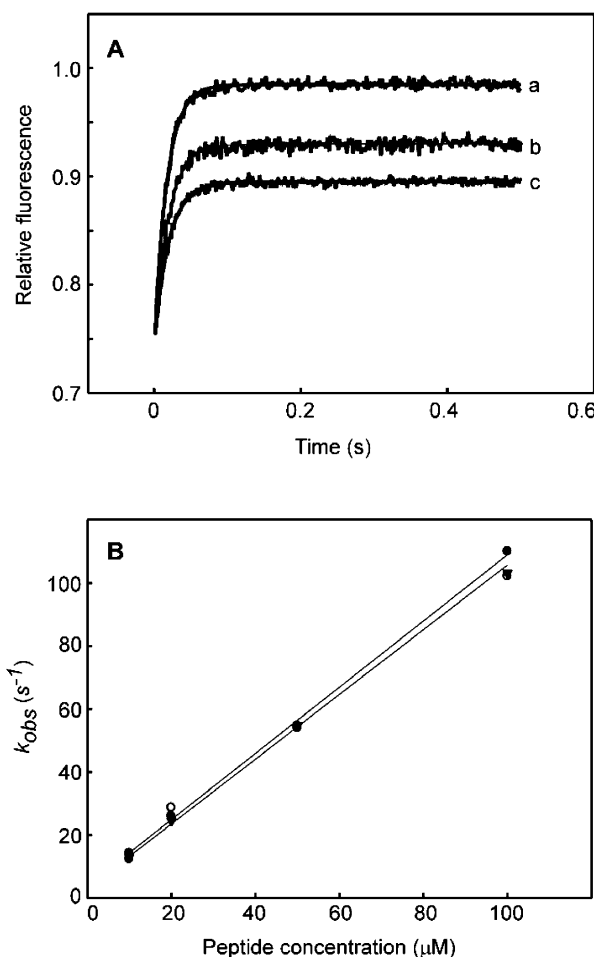 A
1.0
0.9
0.8
0.7
a
b
c
0
0.2
0.4
0.6
Relative fluorescence
Time (s)
B
100
80
60
40
20
0
0
20
40
60
80
100
kobs (s-1)
Peptide concentration (μM)